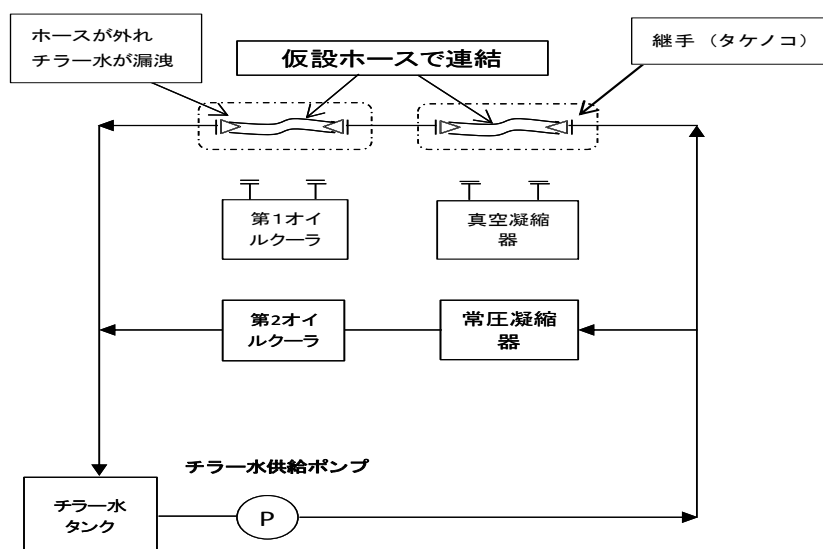 ホースが外れ
チラー水が漏洩
仮設ホースで連結
継手（タケノコ）
第1オイ
ルクーラ
真空凝縮
器
第2オイ
ルクーラ
常圧凝縮
器
チラー水供給ポンプ
チラー水
タンク
P